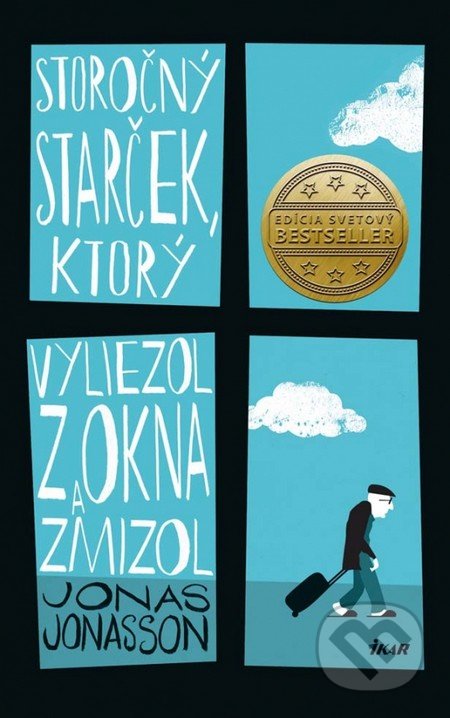 STOROČNÝ
STARČEK,
KTORÝ
EDÍCIA SVETOVÝ
BESTSELLER
VYLIEZOL
Z OKNA
A
ZMIZOL
JONAS
JONASSON
IKAR
m